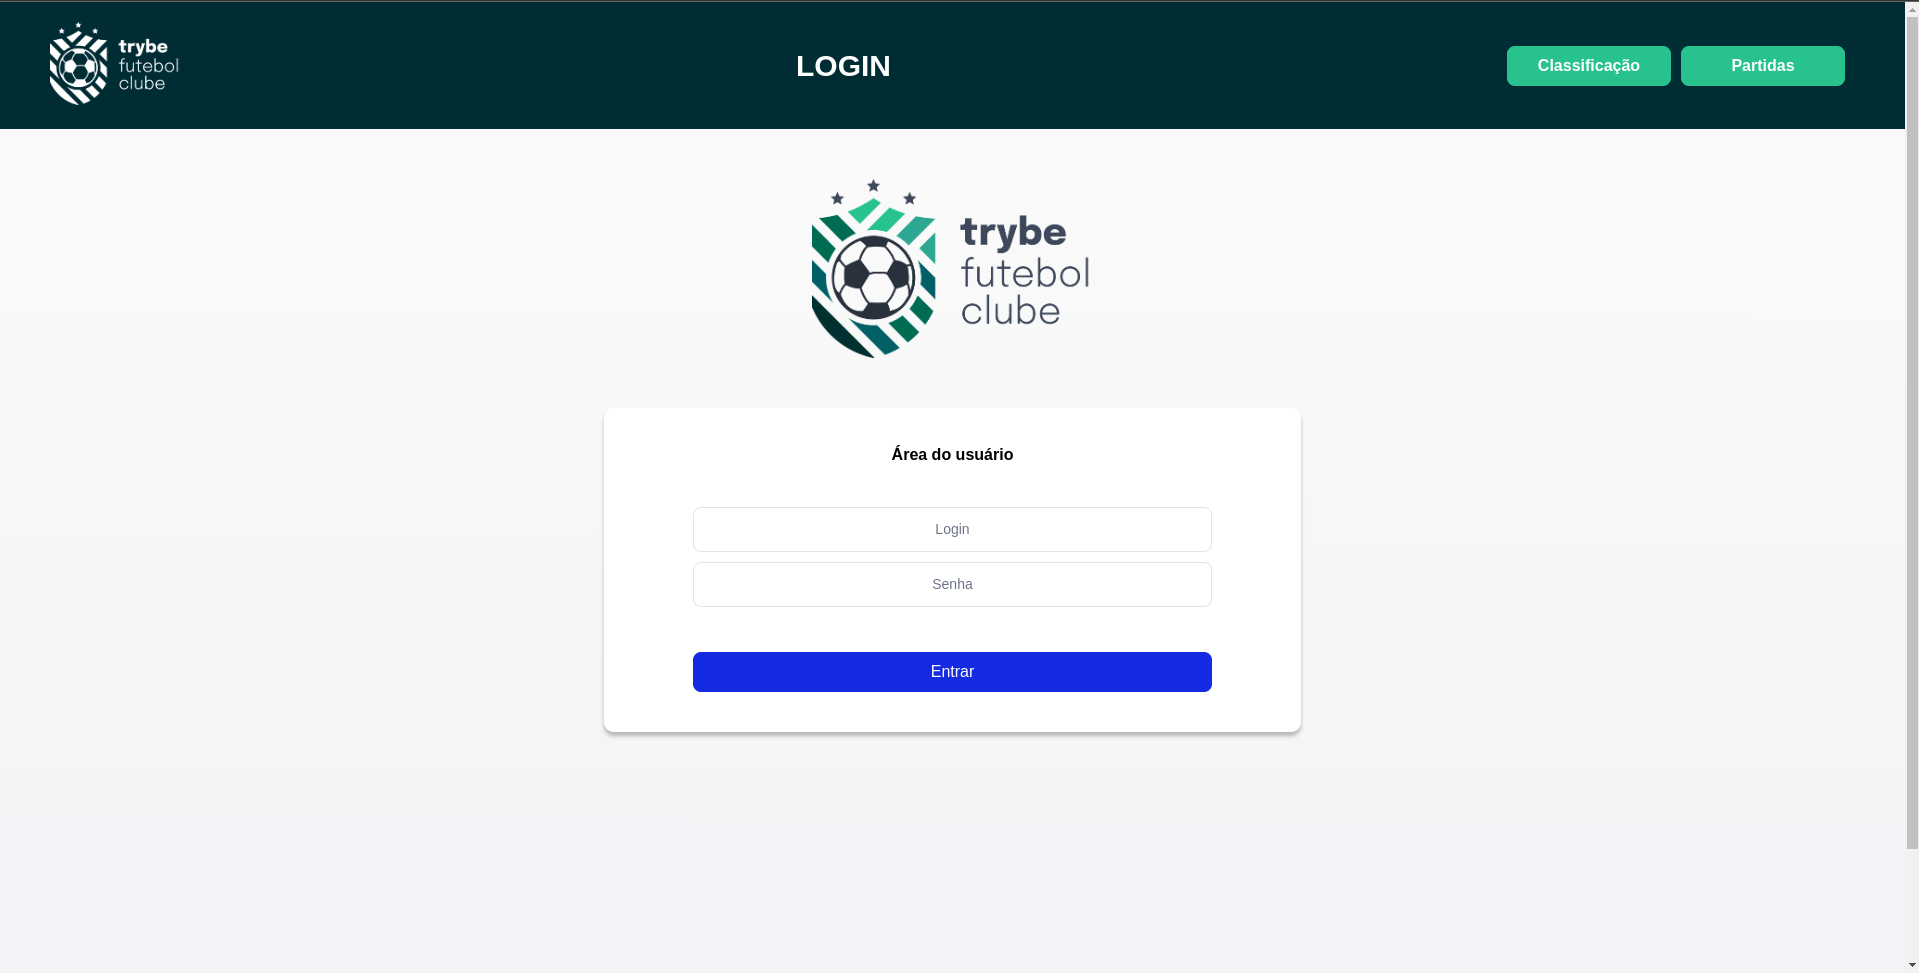 trybe
futebol
clube
LOGIN
Classificação
Partidas
trybe
futebol
clube
Área do usuário
Login
Senha
Entrar